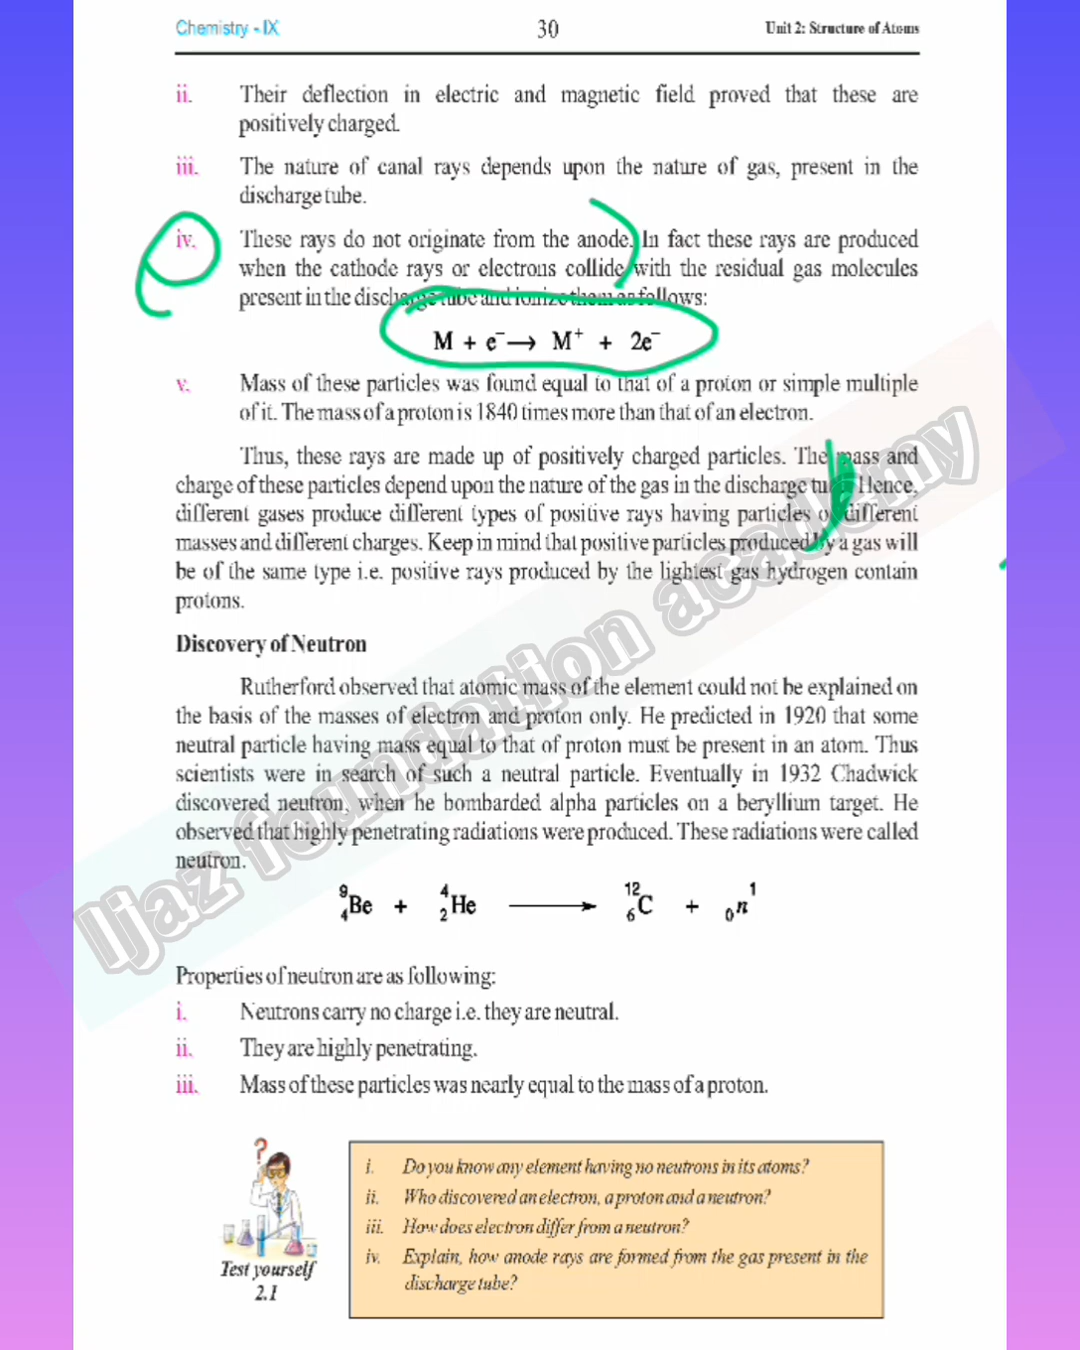 Chemistry - IX 30 Unit 2: Structure of Atoms
ii. Their deflection in electric and magnetic field proved that these are
positively charged.
iii. The nature of canal rays depends upon the nature of gas, present in the
discharge tube.
iv. These rays do not originate from the anode. In fact these rays are produced
when the cathode rays or electrons collide with the residual gas molecules
present in the discharge tube and ionize them as follows:
M + e⁻ → M⁺ + 2e⁻
v. Mass of these particles was found equal to that of a proton or simple multiple
of it. The mass of a proton is 1840 times more than that of an electron.
Thus, these rays are made up of positively charged particles. The mass and
charge of these particles depend upon the nature of the gas in the discharge tube. Hence,
different gases produce different types of positive rays having particles of different
masses and different charges. Keep in mind that positive particles produced by a gas will
be of the same type i.e. positive rays produced by the lightest gas hydrogen contain
protons.
Discovery of Neutron
Rutherford observed that atomic mass of the element could not be explained on
the basis of the masses of electron and proton only. He predicted in 1920 that some
neutral particle having mass equal to that of proton must be present in an atom. Thus
scientists were in search of such a neutral particle. Eventually in 1932 Chadwick
discovered neutron, when he bombarded alpha particles on a beryllium target. He
observed that highly penetrating radiations were produced. These radiations were called
neutron.
⁹₄Be + ⁴₂He ⟶ ¹²₆C + ₀n¹
Ijaz foundation academy
Properties of neutron are as following:
i. Neutrons carry no charge i.e. they are neutral.
ii. They are highly penetrating.
iii. Mass of these particles was nearly equal to the mass of a proton.
?
Test yourself
2.1
i. Do you know any element having no neutrons in its atoms?
ii. Who discovered an electron, a proton and a neutron?
iii. How does electron differ from a neutron?
iv. Explain, how anode rays are formed from the gas present in the
discharge tube?